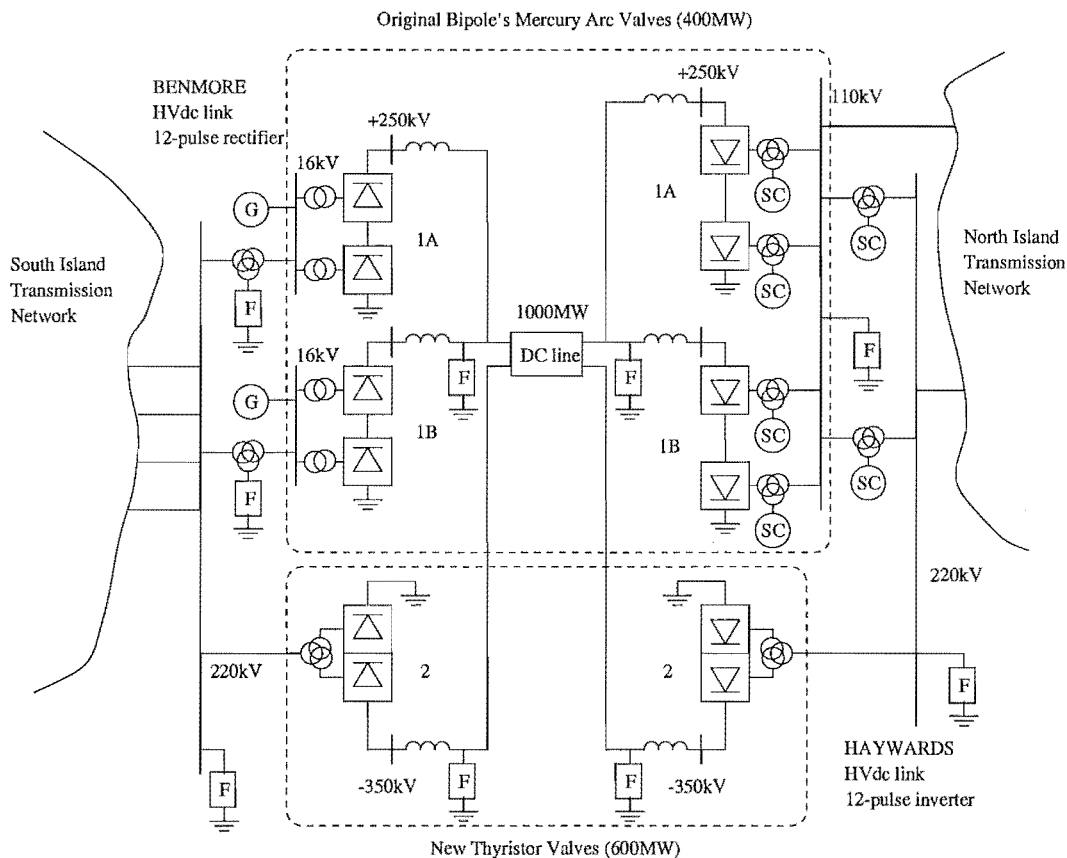 Original Bipole's Mercury Arc Valves (400MW)
BENMORE
HVdc link
12-pulse rectifier
+250kV
+250kV
110kV
16kV
G
1A
1A
SC
SC
SC
South Island
Transmission
Network
F
North Island
Transmission
Network
1000MW
DC line
16kV
F
F
F
G
1B
1B
SC
SC
SC
F
220kV
220kV
2
2
F
F
F
F
-350kV
-350kV
HAYWARDS
HVdc link
12-pulse inverter
New Thyristor Valves (600MW)